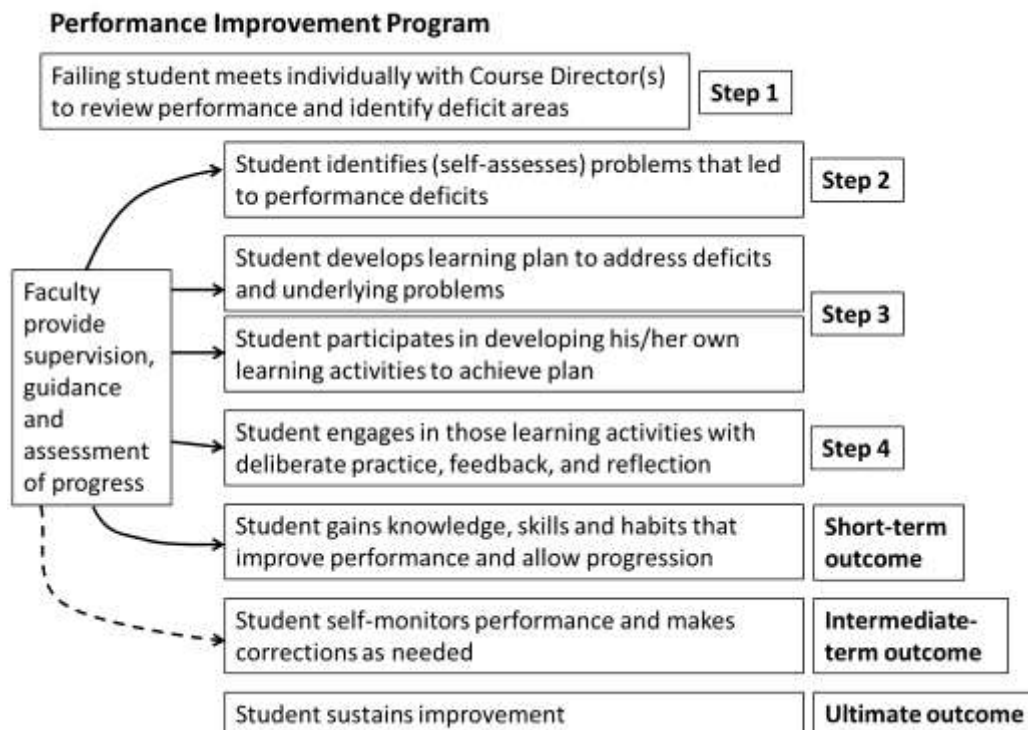 Performance Improvement Program
Failing student meets individually with Course Director(s)
to review performance and identify deficit areas
Step 1
Student identifies (self-assesses) problems that led
to performance deficits
Step 2
Faculty
provide
supervision,
guidance
and
assessment
of progress
Student develops learning plan to address deficits
and underlying problems
Step 3
Student participates in developing his/her own
learning activities to achieve plan
Student engages in those learning activities with
deliberate practice, feedback, and reflection
Step 4
Student gains knowledge, skills and habits that
improve performance and allow progression
Short-term
outcome
Student self-monitors performance and makes
corrections as needed
Intermediate-
term outcome
Student sustains improvement
Ultimate outcome